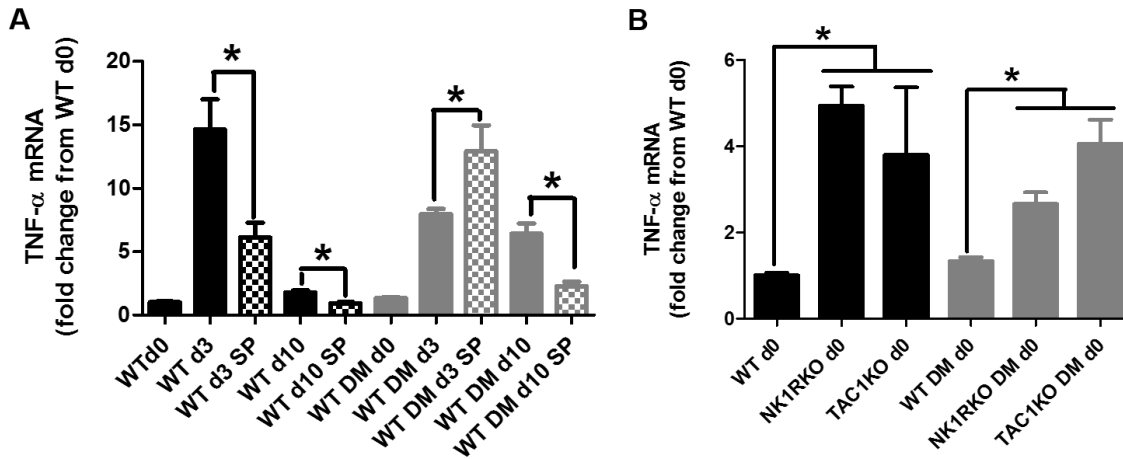 A
TNF-α mRNA
(fold change from WT d0)
20
15
10
5
0
*
*
*
*
WTd0
WT d3
WT d3 SP
WT d10
WT d10 SP
WT DM d0
WT DM d3
WT DM d3 SP
WT DM d10
WT DM d10 SP
B
TNF-α mRNA
(fold change from WT d0)
6
4
2
0
*
*
WT d0
NK1RKO d0
TAC1KO d0
WT DM d0
NK1RKO DM d0
TAC1KO DM d0